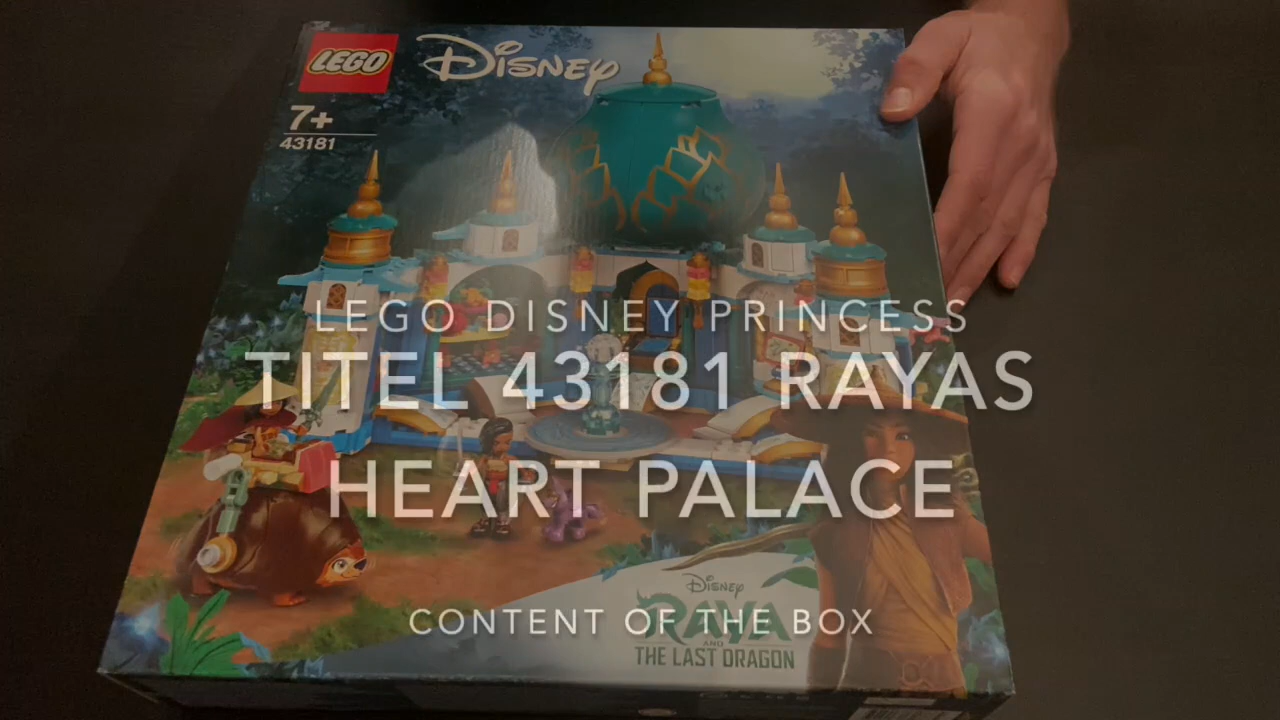 LEGO
DISNEY
7+
43181
LEGO DISNEY PRINCESS
TITEL 43181 RAYAS
HEART PALACE
CONTENT OF THE BOX
DISNEY
RAYA
AND
THE LAST DRAGON